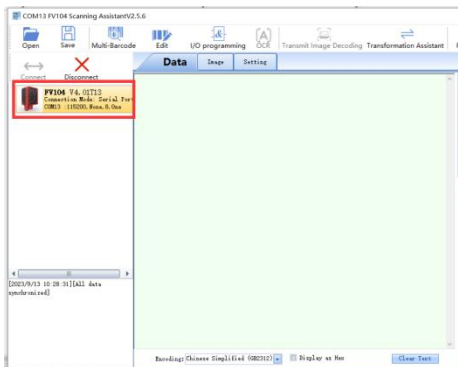 COM13 FV104 Scanning AssistantV2.5.6
Open Save Multi-Barcode Edit I/O programming OCR Transmit Image Decoding Transformation Assistant
Connect Disconnect
Data Image Setting
FV104 V4.01T13
Connection Mode: Serial Port
COM13 :115200,None,8,One
[2023/9/13 10:28:31][All data
synchronized]
Encoding: Chinese Simplified (GB2312) Display as Hex Clear Text